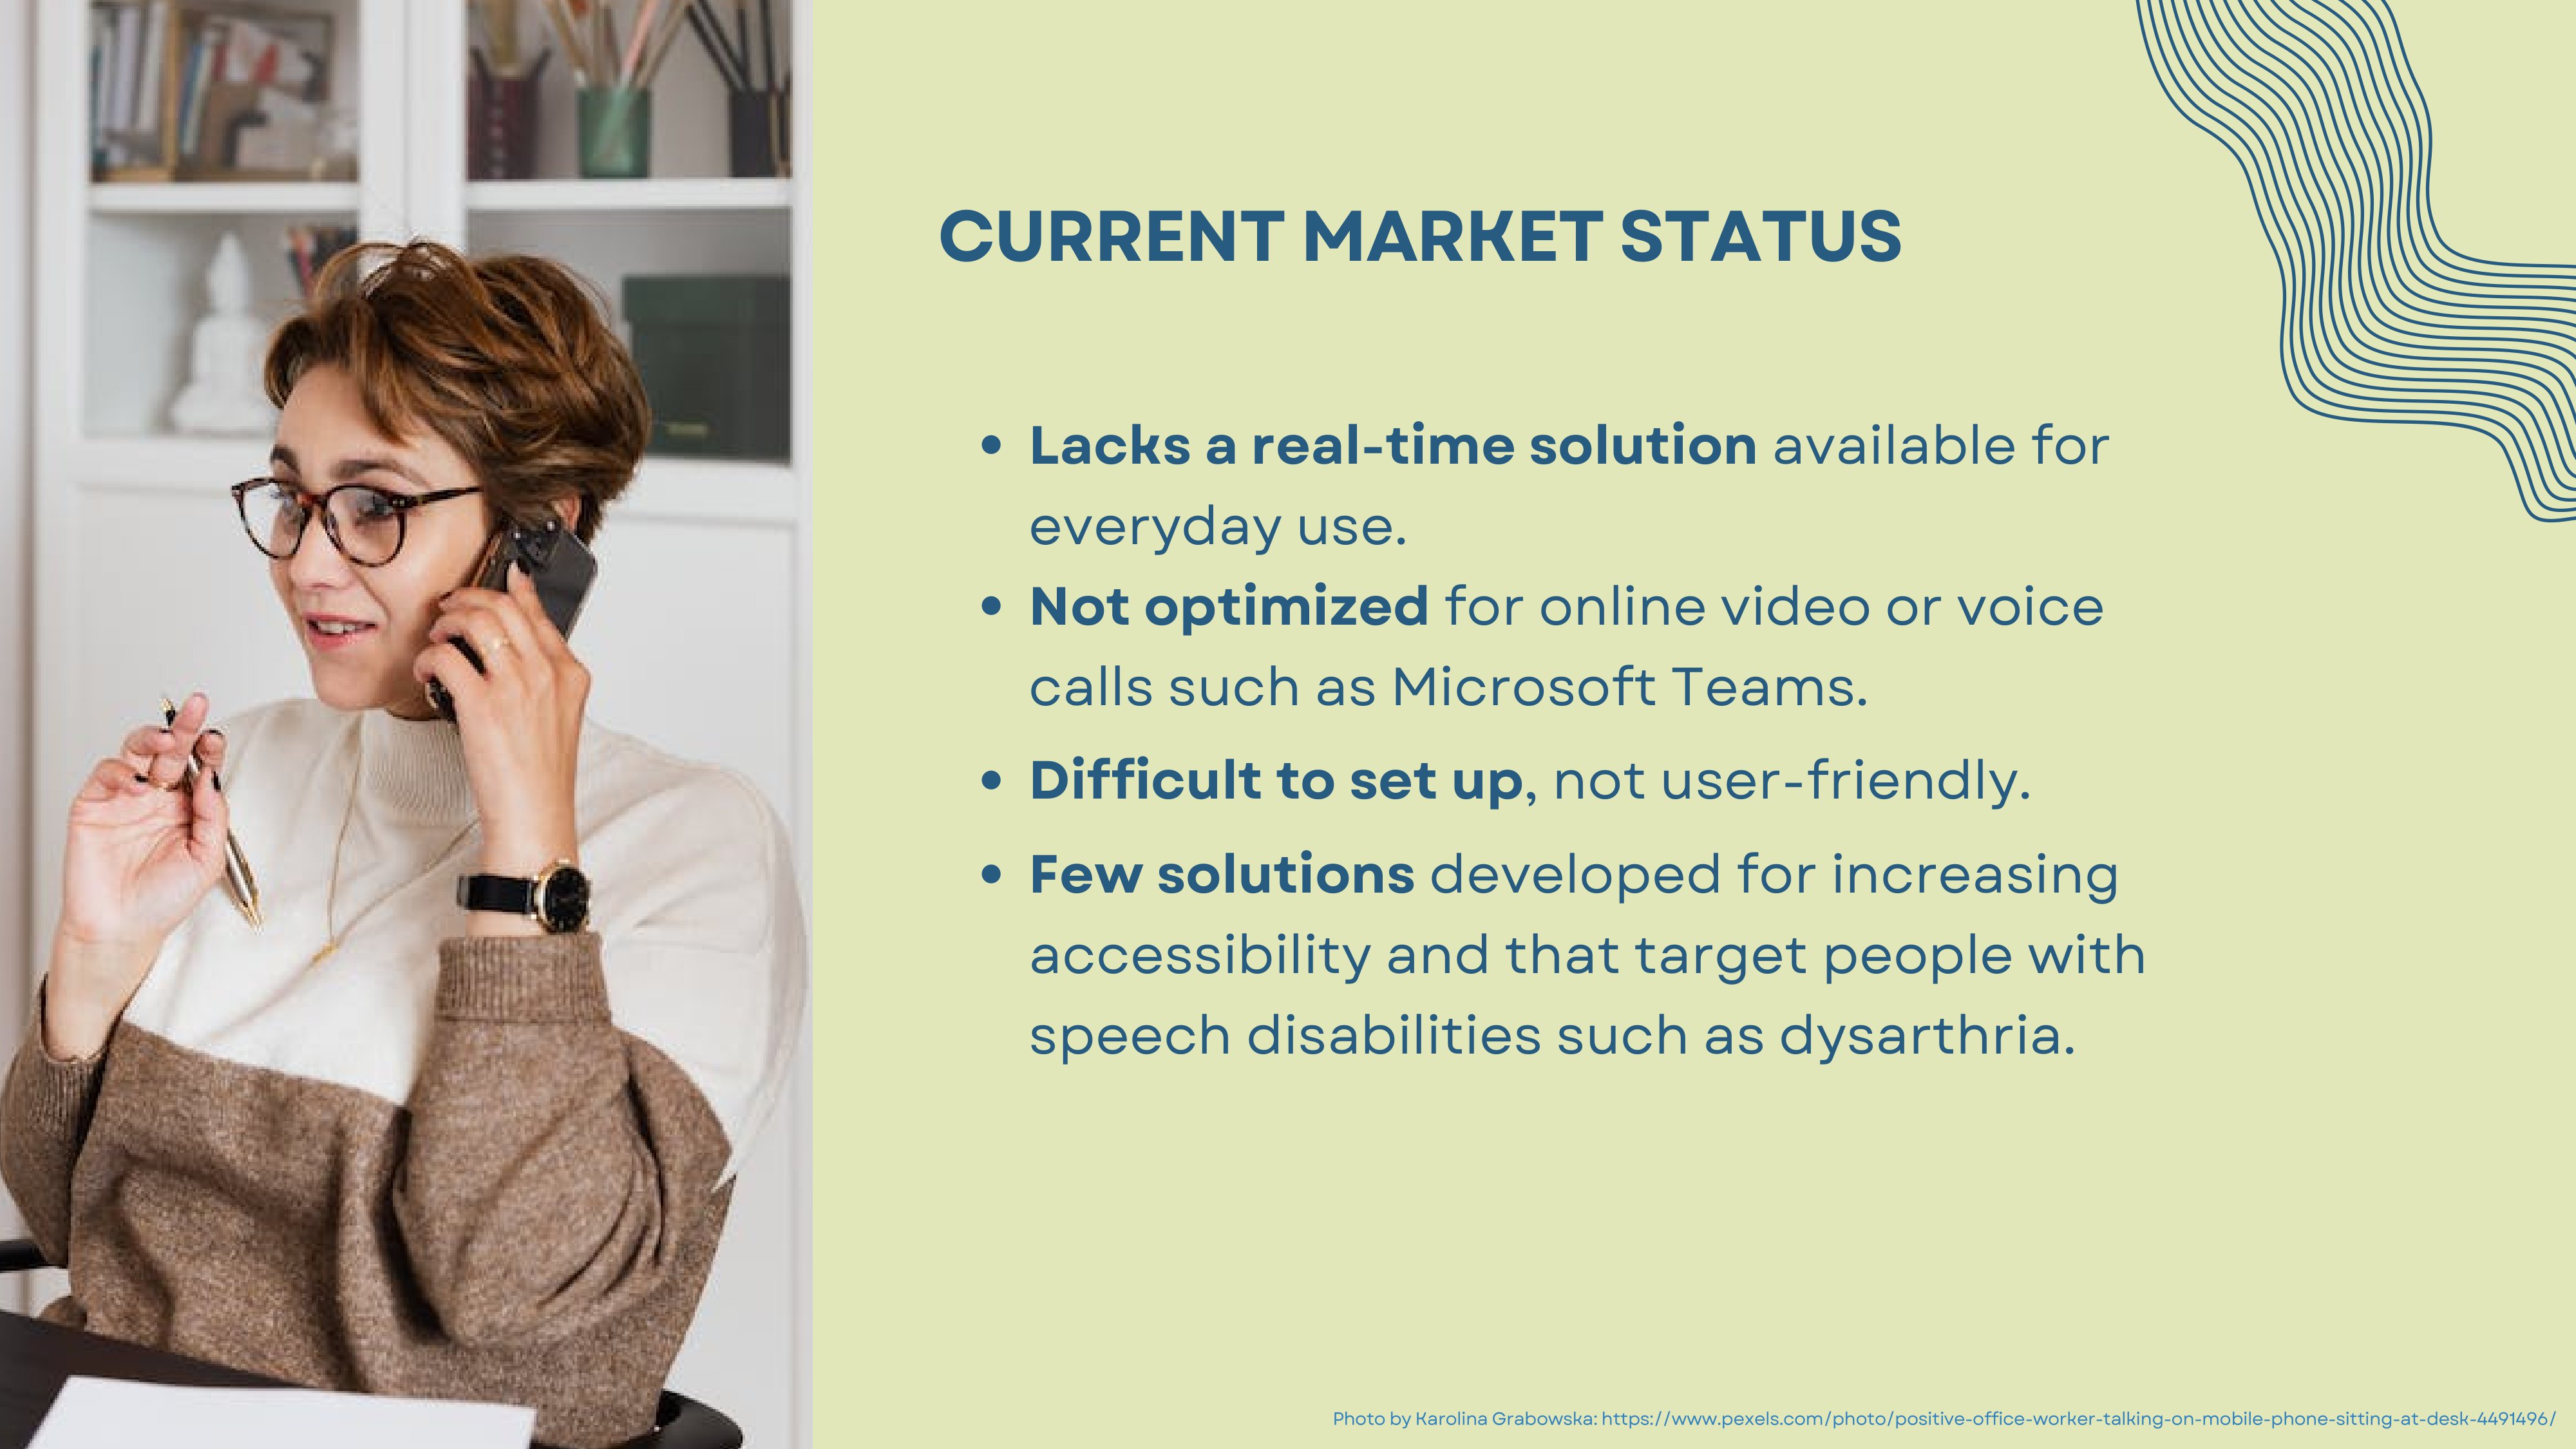 CURRENT MARKET STATUS
• Lacks a real-time solution available for
everyday use.
• Not optimized for online video or voice
calls such as Microsoft Teams.
• Difficult to set up, not user-friendly.
• Few solutions developed for increasing
accessibility and that target people with
speech disabilities such as dysarthria.
Photo by Karolina Grabowska: https://www.pexels.com/photo/positive-office-worker-talking-on-mobile-phone-sitting-at-desk-4491496/